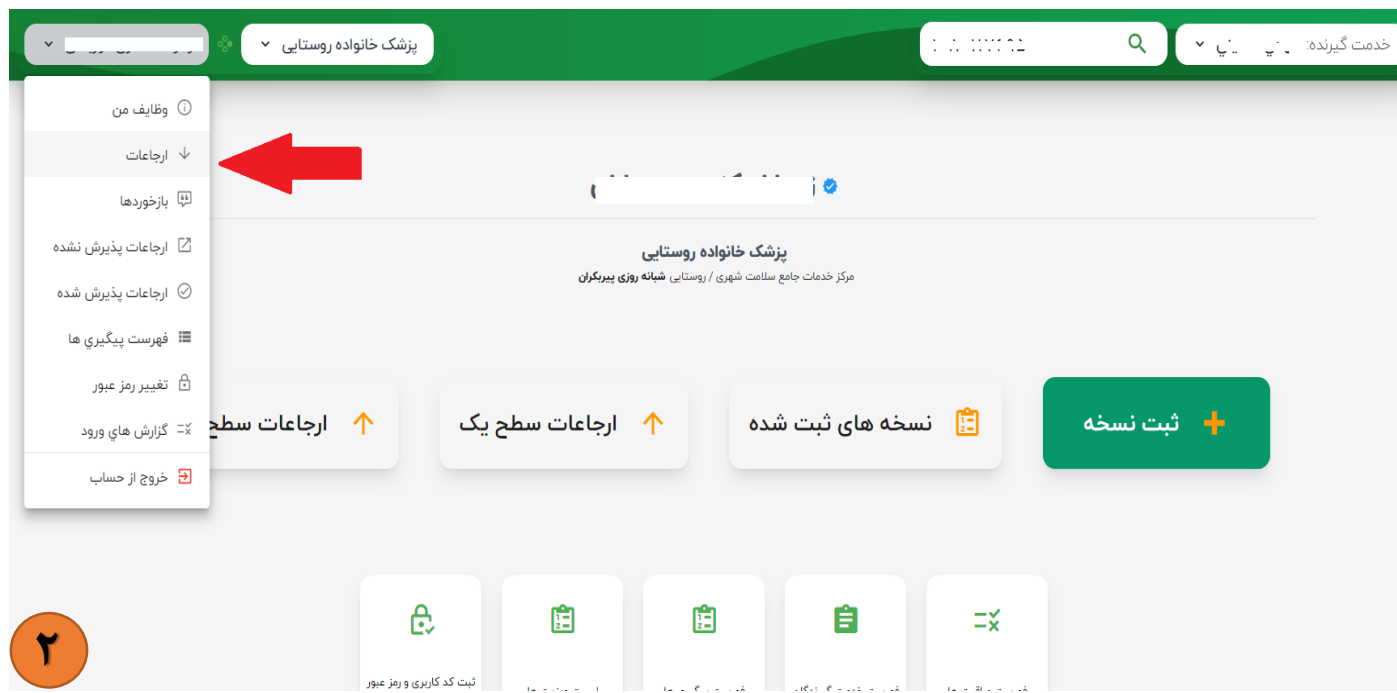 خدمت گیرنده:
پزشک خانواده روستایی
وظایف من
ارجاعات
بازخوردها
ارجاعات پذیرش نشده
ارجاعات پذیرش شده
فهرست پیگیري ها
تغییر رمز عبور
گزارش هاي ورود
خروج از حساب
پزشک خانواده روستایی
مرکز خدمات جامع سلامت شهری / روستایی شبانه روزی پیربکران
ثبت نسخه
نسخه های ثبت شده
ارجاعات سطح یک
ارجاعات سطح
ثبت کد کاربری و رمز عبور
۲